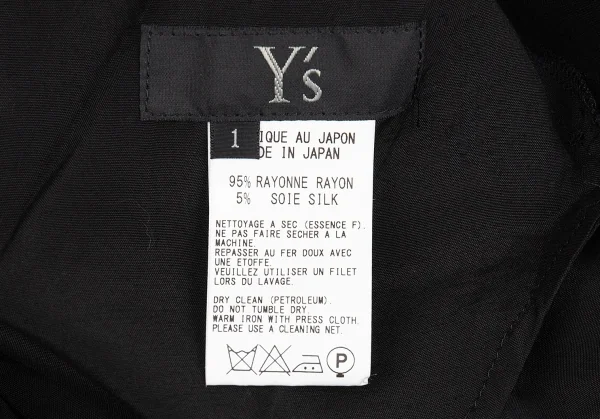 Y's
1
IQUE AU JAPON
DE IN JAPAN
95% RAYONNE RAYON
5% SOIE SILK
NETTOYAGE A SEC (ESSENCE F).
NE PAS FAIRE SECHER A LA
MACHINE.
REPASSER AU FER DOUX AVEC
UNE ETOFFE.
VEUILLEZ UTILISER UN FILET
LORS DU LAVAGE.
DRY CLEAN (PETROLEUM).
DO NOT TUMBLE DRY.
WARM IRON WITH PRESS CLOTH.
PLEASE USE A CLEANING NET.
P